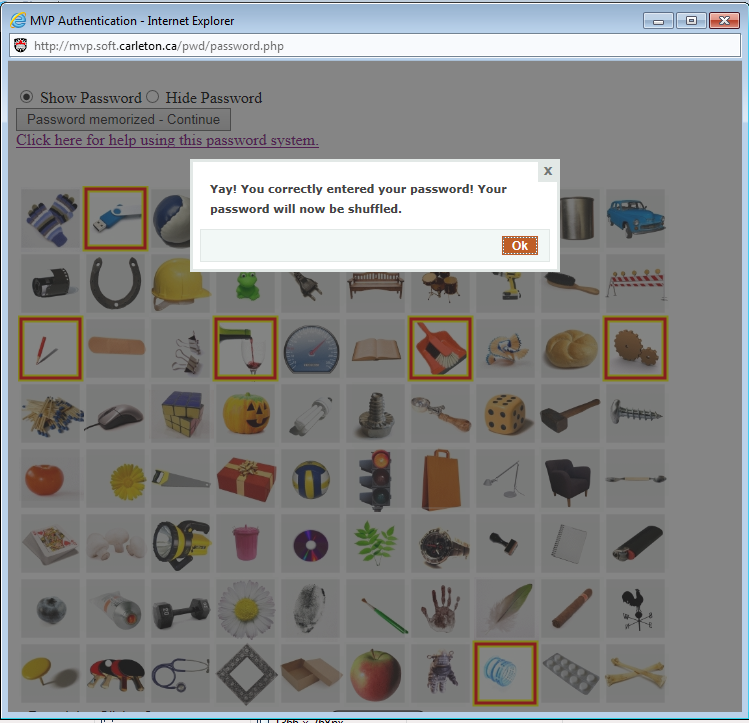 MVP Authentication - Internet Explorer
http://mvp.soft.carleton.ca/pwd/password.php
Show Password Hide Password
Password memorized - Continue
Click here for help using this password system.
x
Yay! You correctly entered your password! Your
password will now be shuffled.
Ok